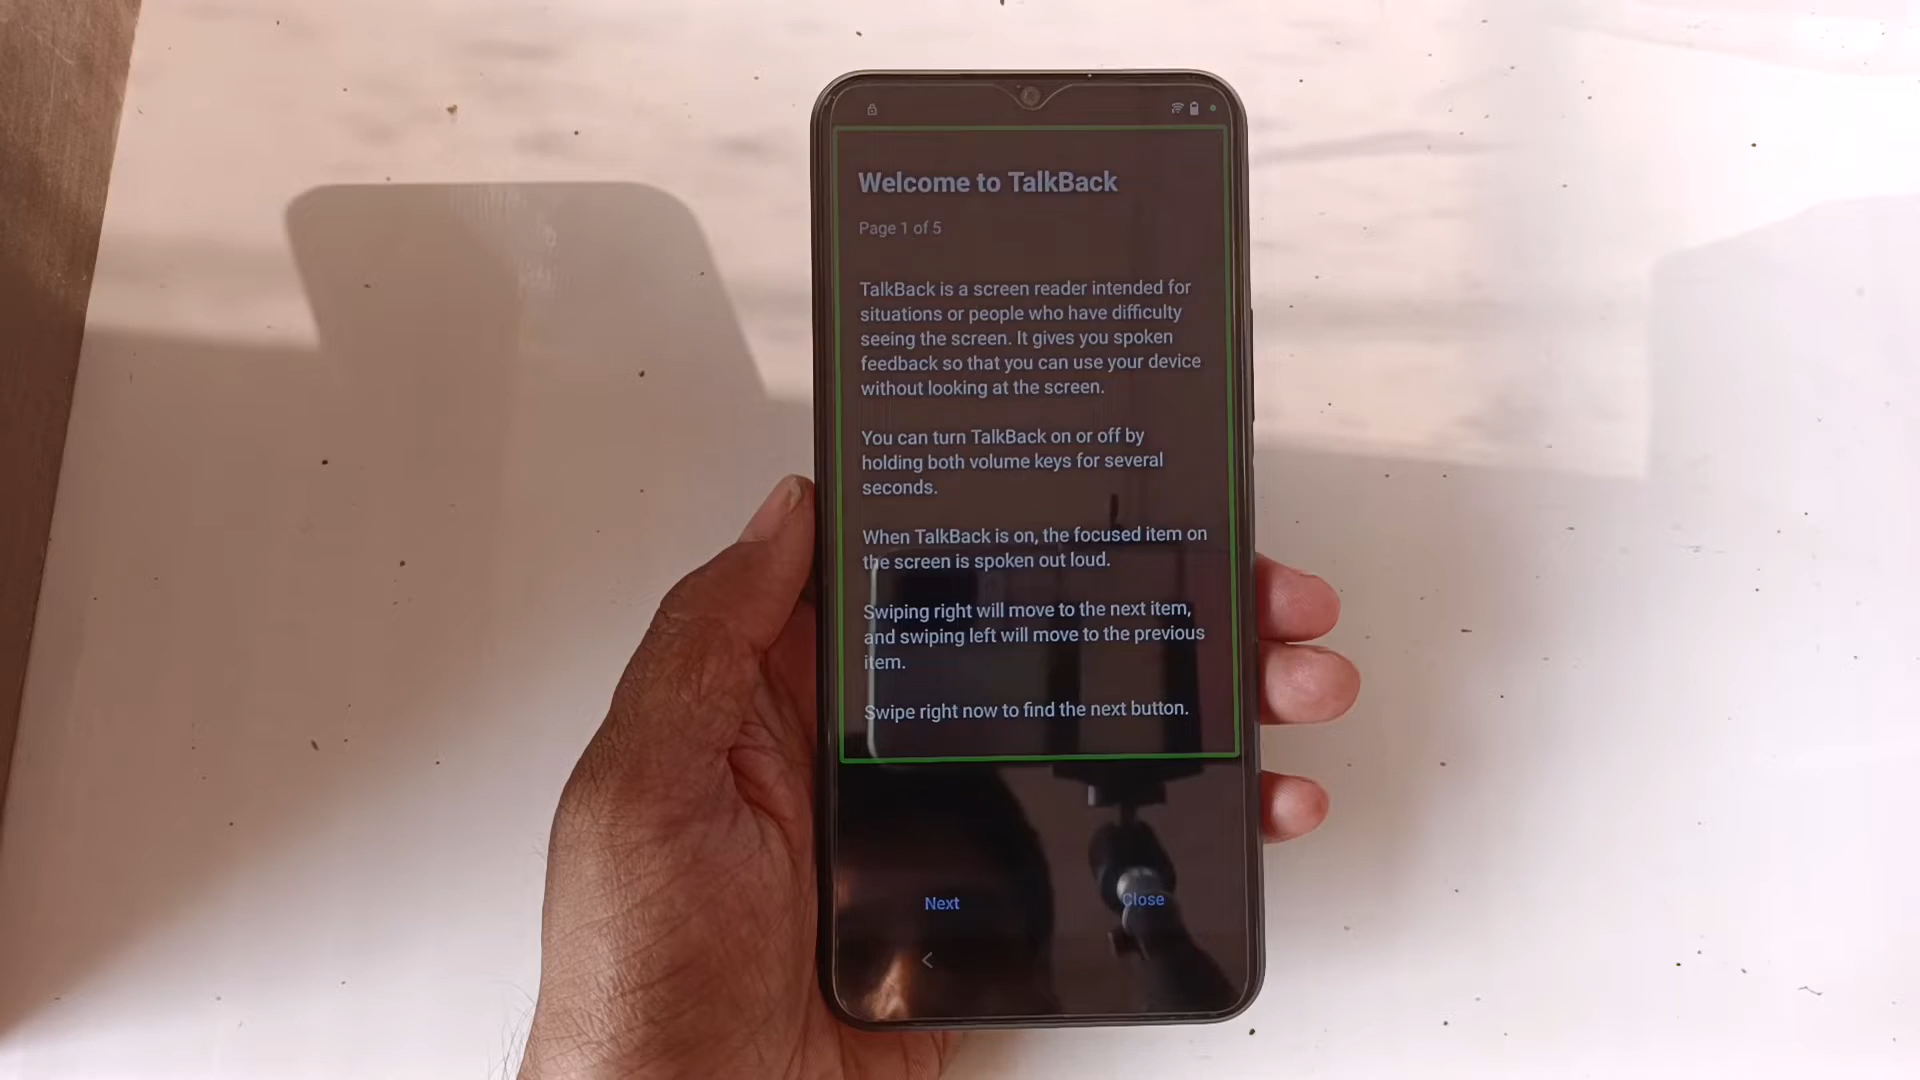 Welcome to TalkBack
Page 1 of 5
TalkBack is a screen reader intended for
situations or people who have difficulty
seeing the screen. It gives you spoken
feedback so that you can use your device
without looking at the screen.
You can turn TalkBack on or off by
holding both volume keys for several
seconds.
When TalkBack is on, the focused item on
the screen is spoken out loud.
Swiping right will move to the next item,
and swiping left will move to the previous
item.
Swipe right now to find the next button.
Next
Close